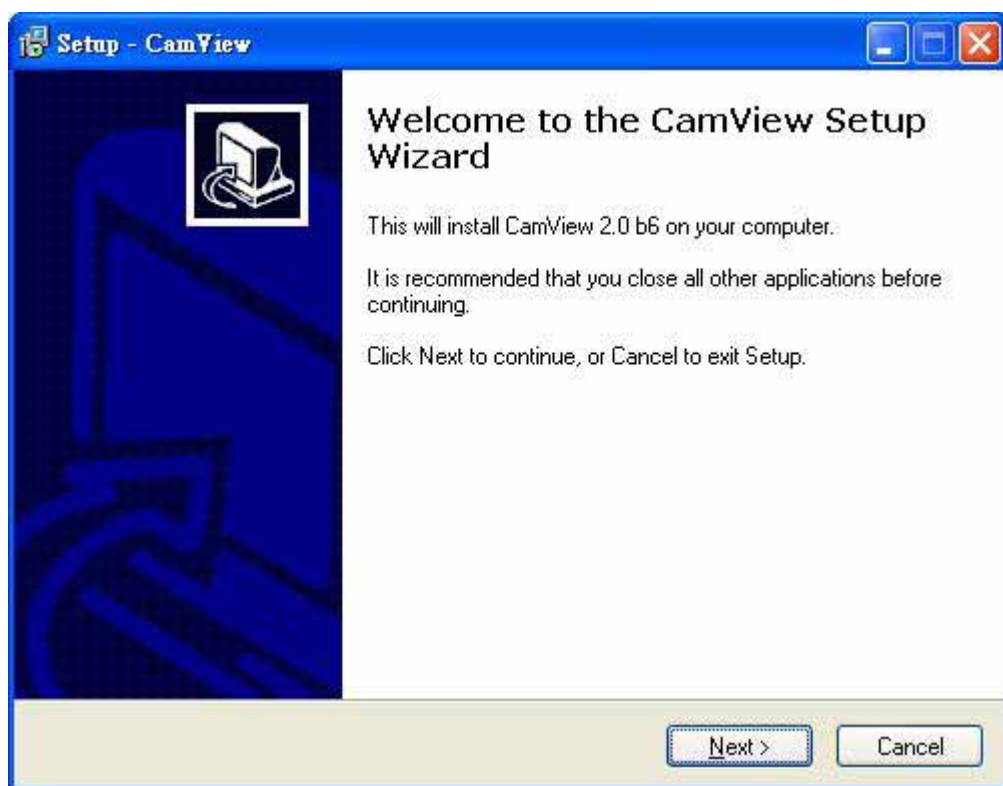 Setup - CamView
Welcome to the CamView Setup
Wizard
This will install CamView 2.0 b6 on your computer.
It is recommended that you close all other applications before
continuing.
Click Next to continue, or Cancel to exit Setup.
Next >
Cancel